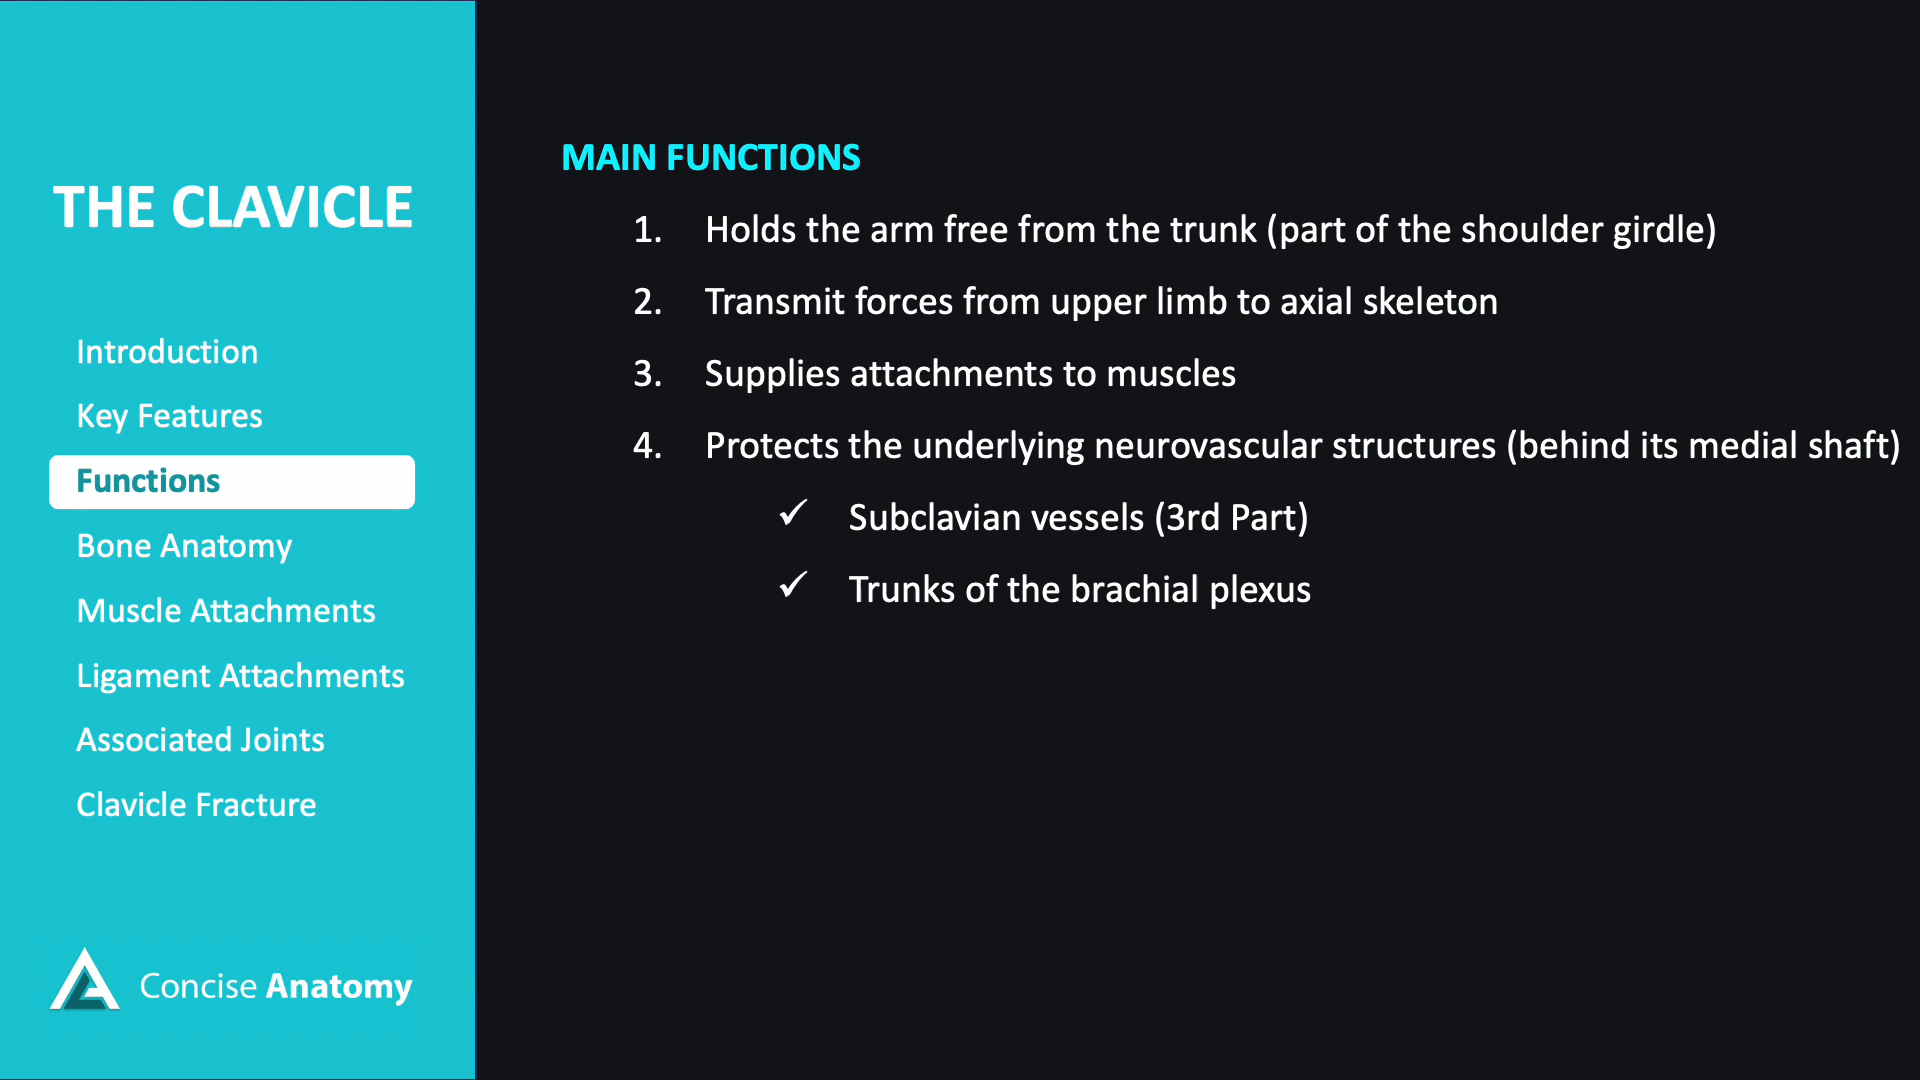 THE CLAVICLE
Introduction
Key Features
Functions
Bone Anatomy
Muscle Attachments
Ligament Attachments
Associated Joints
Clavicle Fracture
Concise Anatomy
MAIN FUNCTIONS
1. Holds the arm free from the trunk (part of the shoulder girdle)
2. Transmit forces from upper limb to axial skeleton
3. Supplies attachments to muscles
4. Protects the underlying neurovascular structures (behind its medial shaft)
✓ Subclavian vessels (3rd Part)
✓ Trunks of the brachial plexus